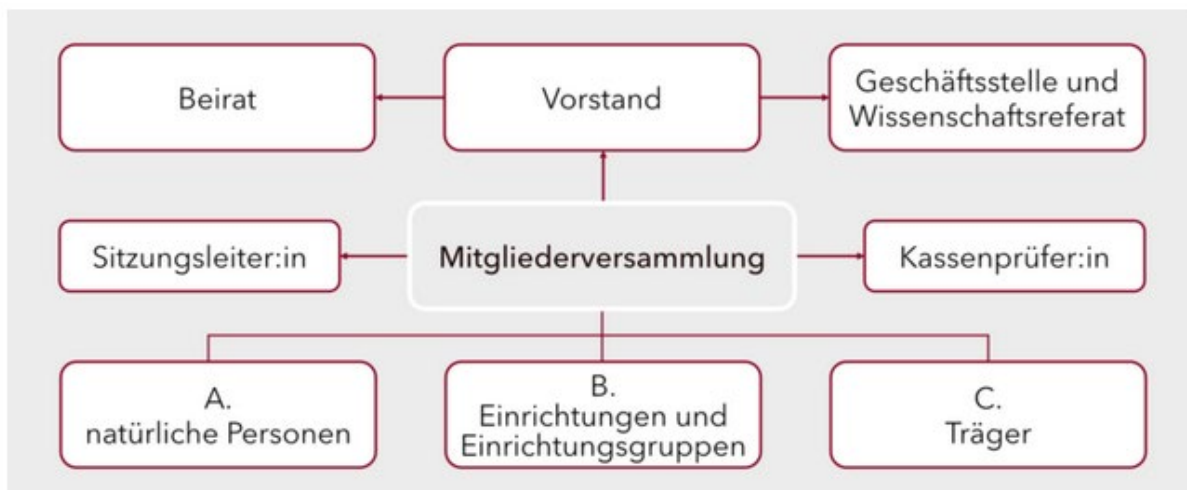 Beirat
Vorstand
Geschäftsstelle und
Wissenschaftsreferat
Sitzungsleiter:in
Mitgliederversammlung
Kassenprüfer:in
A.
natürliche Personen
B.
Einrichtungen und
Einrichtungsgruppen
C.
Träger